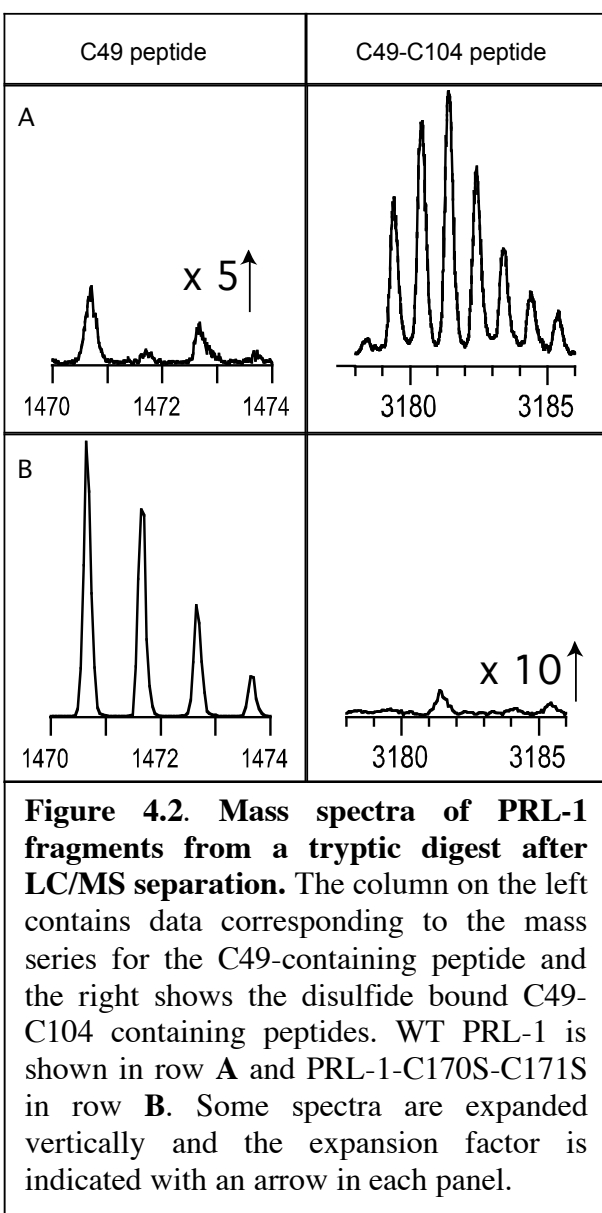 C49 peptide
C49-C104 peptide
A
x 5
1470 1472 1474
3180 3185
B
x 10
1470 1472 1474
3180 3185
Figure 4.2. Mass spectra of PRL-1
fragments from a tryptic digest after
LC/MS separation. The column on the left
contains data corresponding to the mass
series for the C49-containing peptide and
the right shows the disulfide bound C49-
C104 containing peptides. WT PRL-1 is
shown in row A and PRL-1-C170S-C171S
in row B. Some spectra are expanded
vertically and the expansion factor is
indicated with an arrow in each panel.